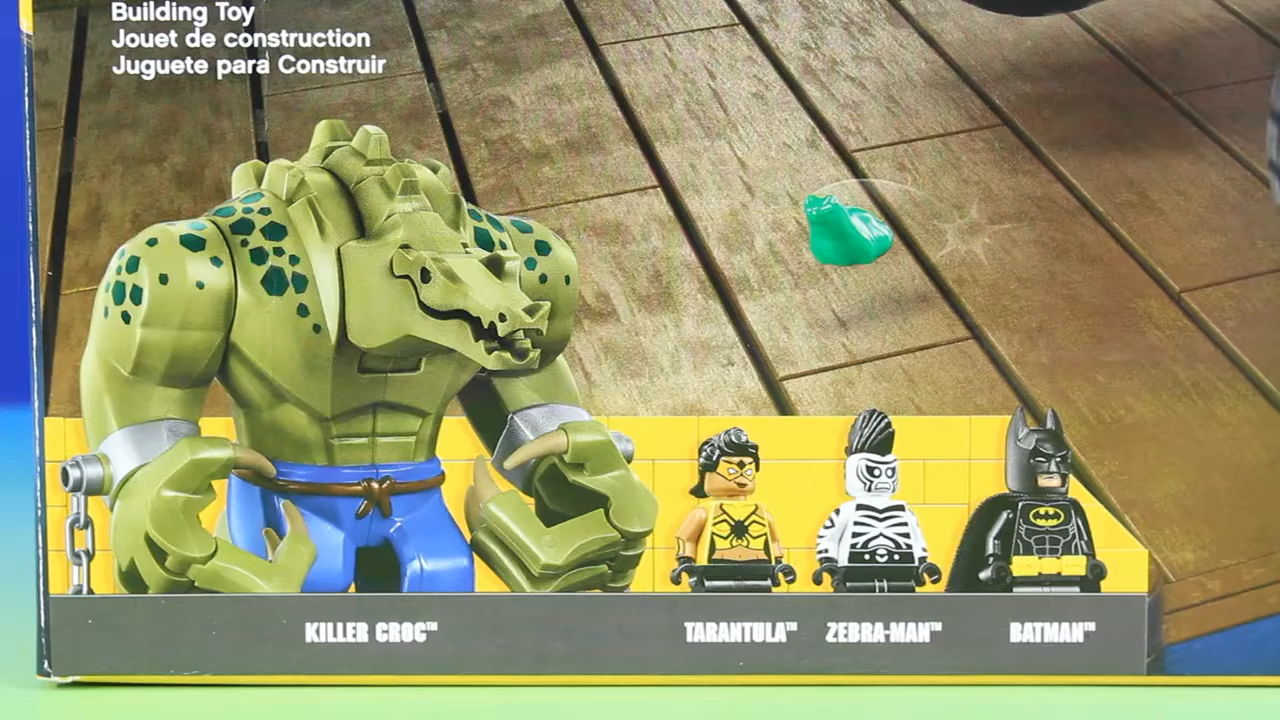 Building Toy
Jouet de construction
Juguete para Construir
KILLER CROC™ TARANTULA™ ZEBRA-MAN™ BATMAN™